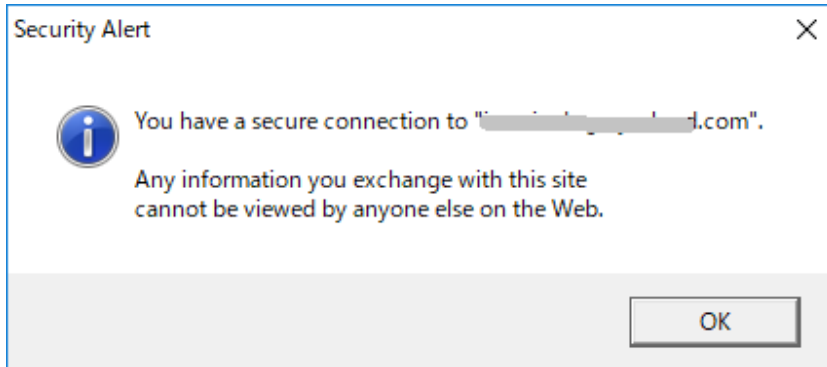 Security Alert
You have a secure connection to ".com".
Any information you exchange with this site
cannot be viewed by anyone else on the Web.
OK